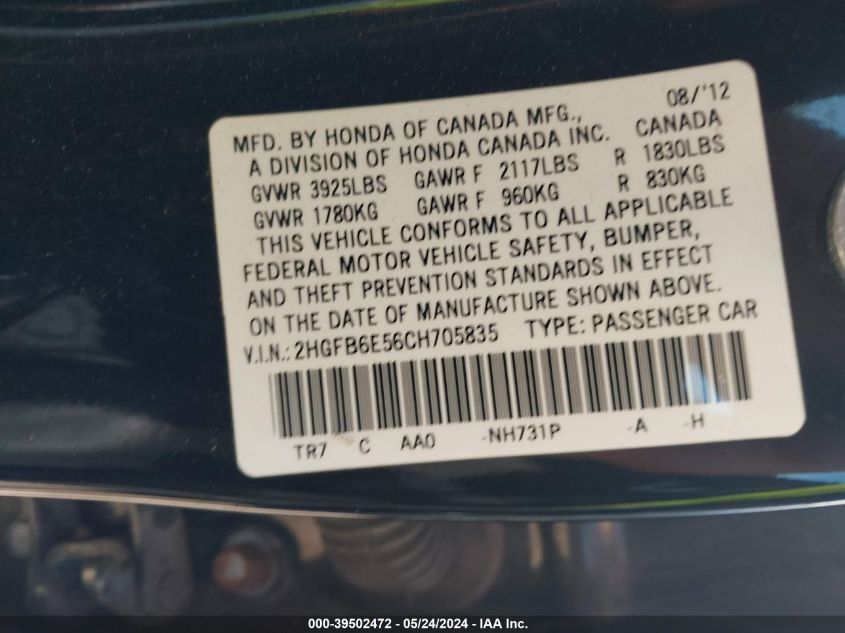 08/'12
MFD. BY HONDA OF CANADA MFG.,
A DIVISION OF HONDA CANADA INC. CANADA
GVWR 3925LBS GAWR F 2117LBS R 1830LBS
GVWR 1780KG GAWR F 960KG R 830KG
THIS VEHICLE CONFORMS TO ALL APPLICABLE
FEDERAL MOTOR VEHICLE SAFETY, BUMPER,
AND THEFT PREVENTION STANDARDS IN EFFECT
ON THE DATE OF MANUFACTURE SHOWN ABOVE.
V.I.N.: 2HGFB6E56CH705835 TYPE: PASSENGER CAR
TR7 C AA0 -NH731P -A -H
000-39502472 - 05/24/2024 - IAA Inc.